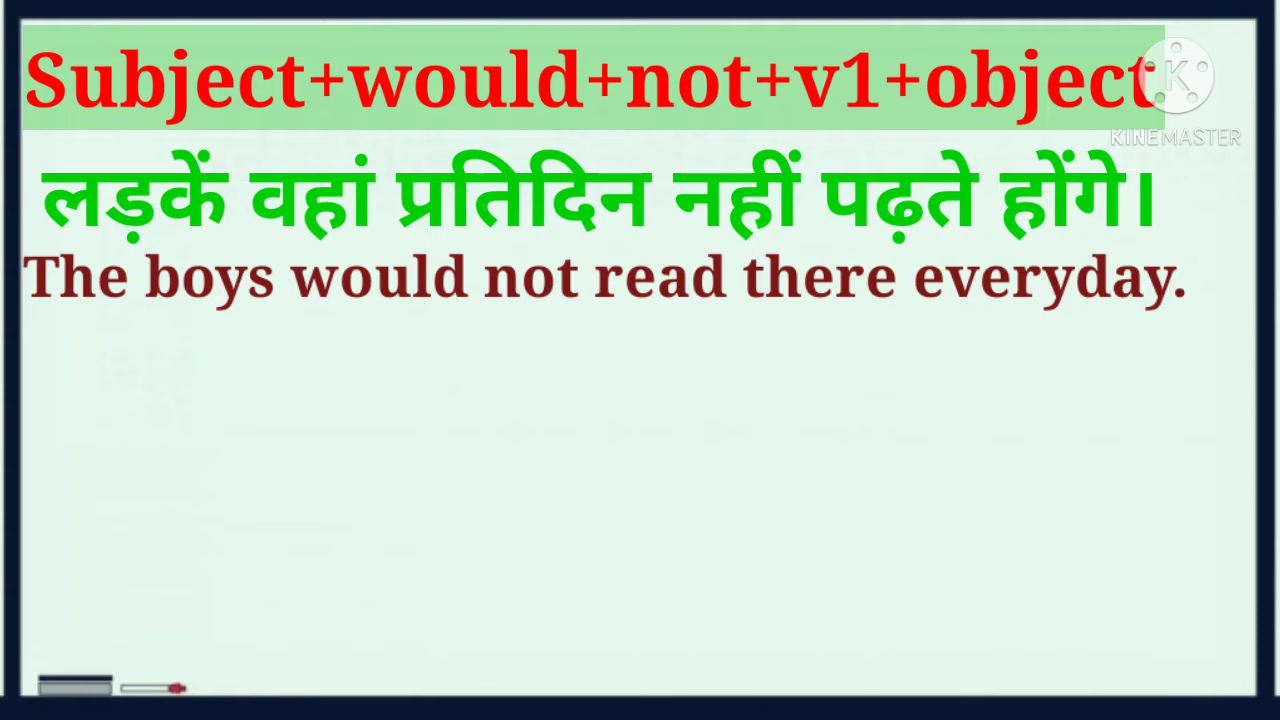 Subject+would+not+v1+object
KINEMASTER
लड़कें वहां प्रतिदिन नहीं पढ़ते होंगे।
The boys would not read there everyday.